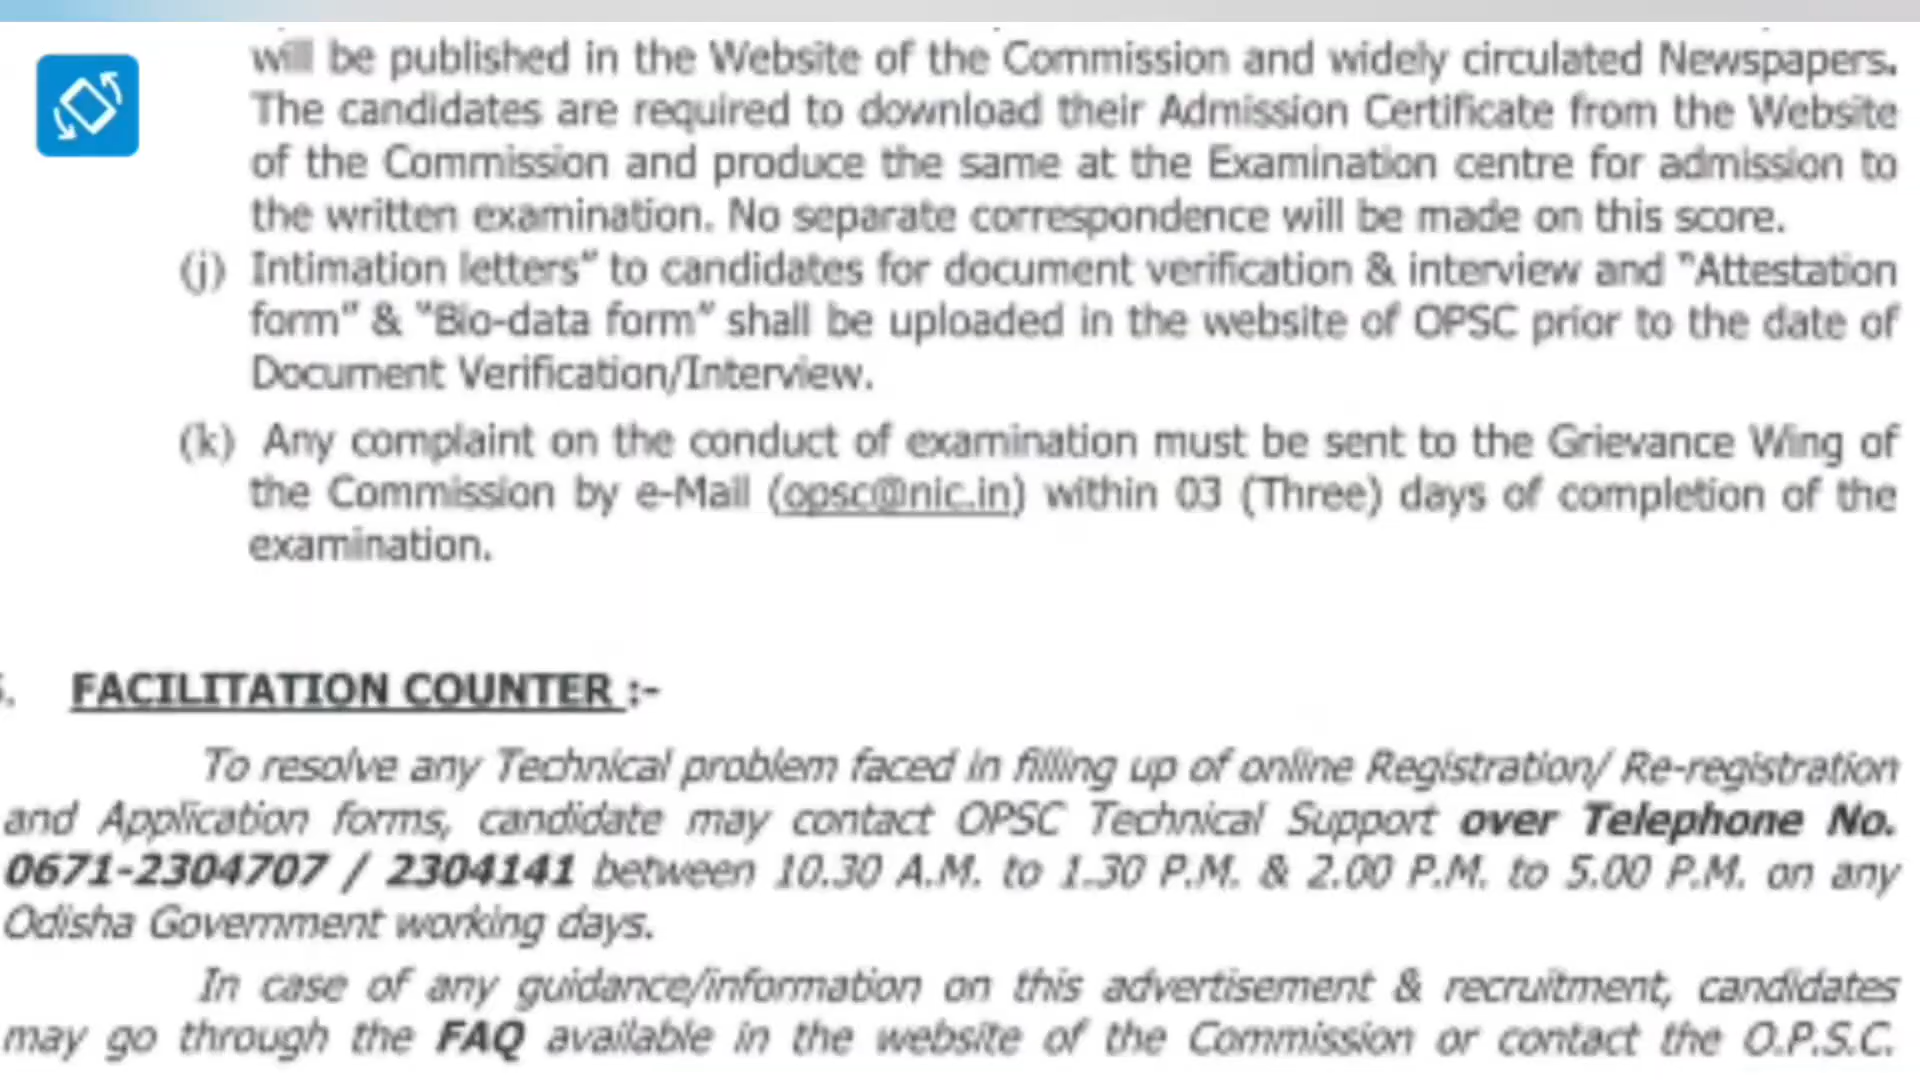 will be published in the Website of the Commission and widely circulated Newspapers.
The candidates are required to download their Admission Certificate from the Website
of the Commission and produce the same at the Examination centre for admission to
the written examination. No separate correspondence will be made on this score.
(j) Intimation letters" to candidates for document verification & interview and "Attestation
form" & "Bio-data form" shall be uploaded in the website of OPSC prior to the date of
Document Verification/Interview.
(k) Any complaint on the conduct of examination must be sent to the Grievance Wing of
the Commission by e-Mail (opsc@nic.in) within 03 (Three) days of completion of the
examination.
FACILITATION COUNTER :-
To resolve any Technical problem faced in filling up of online Registration/ Re-registration
and Application forms, candidate may contact OPSC Technical Support over Telephone No.
0671-2304707 / 2304141 between 10.30 A.M. to 1.30 P.M. & 2.00 P.M. to 5.00 P.M. on any
Odisha Government working days.
In case of any guidance/information on this advertisement & recruitment, candidates
may go through the FAQ available in the website of the Commission or contact the O.P.S.C.